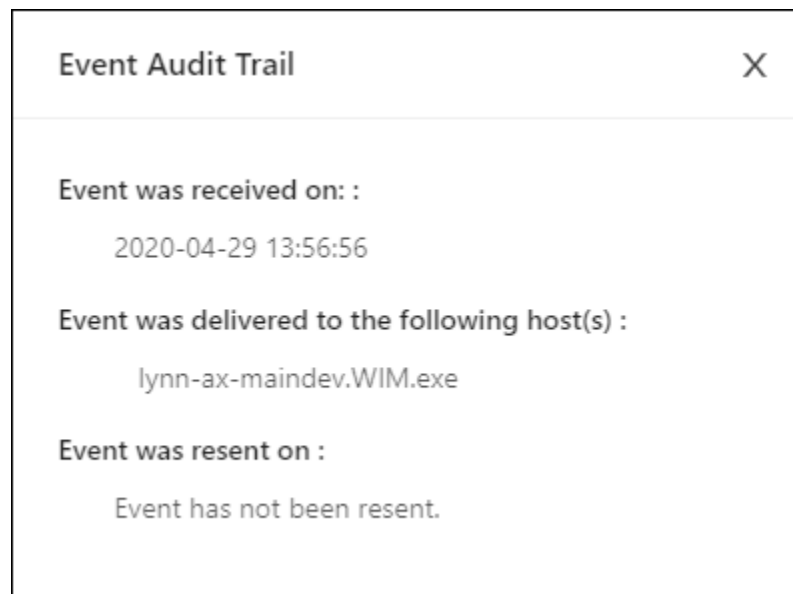 Event Audit Trail X
Event was received on: :
2020-04-29 13:56:56
Event was delivered to the following host(s) :
lynn-ax-maindev.WIM.exe
Event was resent on :
Event has not been resent.